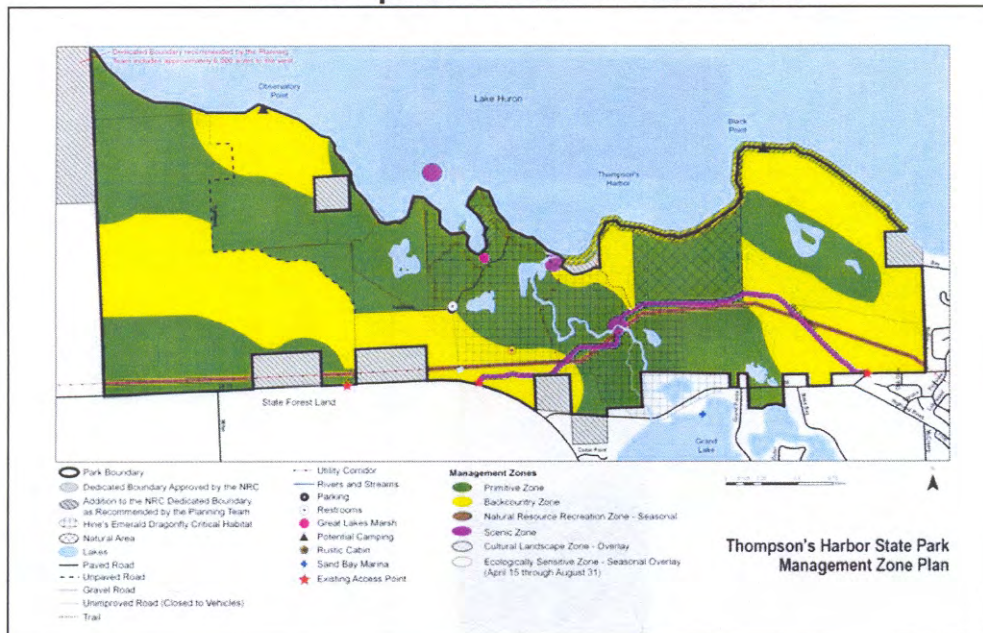 Dedicated Boundary recommended by the Planning
Team includes approximately 6,500 acres to the west
Observatory
Point
Lake Huron
Black
Point
Thompson's
Harbor
State Forest Land
Grand
Lake
Park Boundary
Dedicated Boundary Approved by the NRC
Addition to the NRC Dedicated Boundary
as Recommended by the Planning Team
Hine's Emerald Dragonfly Critical Habitat
Natural Area
Lakes
Paved Road
Unpaved Road
Gravel Road
Unimproved Road (Closed to Vehicles)
Trail
Utility Corridor
Rivers and Streams
Parking
Restrooms
Great Lakes Marsh
Potential Camping
Rustic Cabin
Sand Bay Marina
Existing Access Point
Management Zones
Primitive Zone
Backcountry Zone
Natural Resource Recreation Zone - Seasonal
Scenic Zone
Cultural Landscape Zone - Overlay
Ecologically Sensitive Zone - Seasonal Overlay
(April 15 through August 31)
Thompson's Harbor State Park
Management Zone Plan